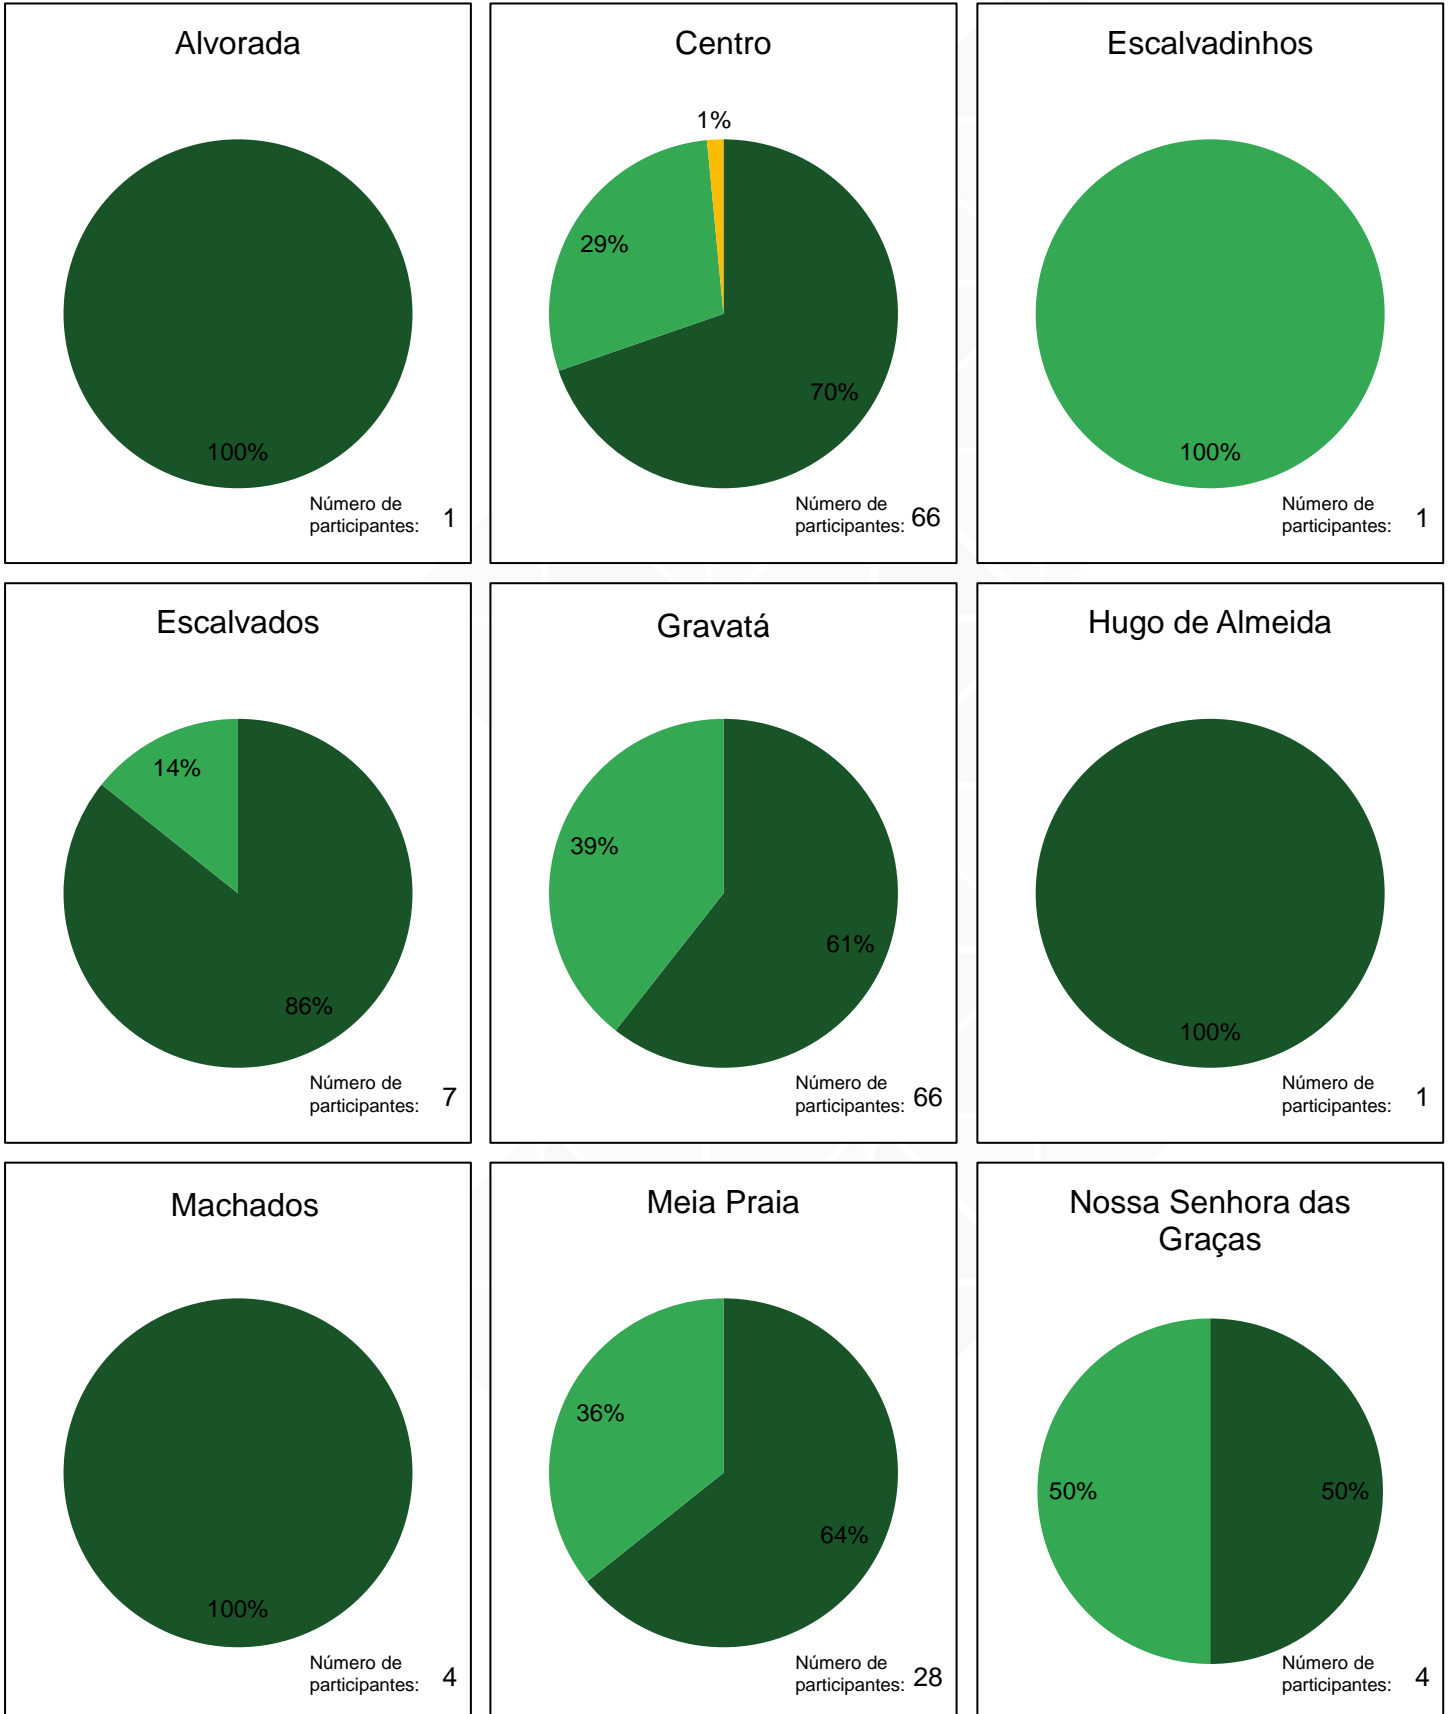 Alvorada
100%
Número de
participantes: 1
Centro
1%
29%
70%
Número de
participantes: 66
Escalvadinhos
100%
Número de
participantes: 1
Escalvados
14%
86%
Número de
participantes: 7
Gravatá
39%
61%
Número de
participantes: 66
Hugo de Almeida
100%
Número de
participantes: 1
Machados
100%
Número de
participantes: 4
Meia Praia
36%
64%
Número de
participantes: 28
Nossa Senhora das
Graças
50% 50%
Número de
participantes: 4